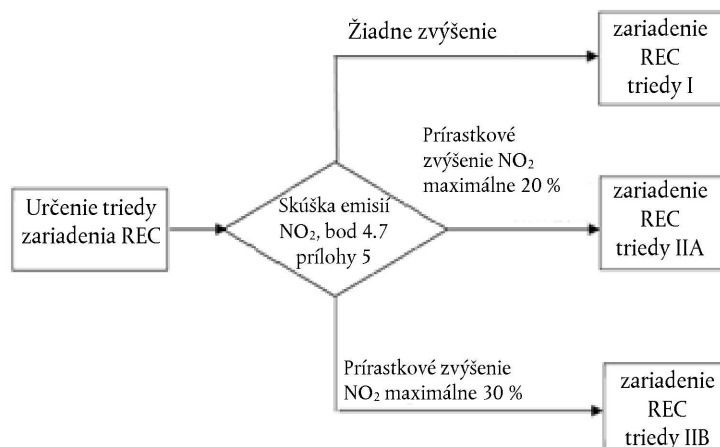 Určenie triedy
zariadenia REC
Skúška emisií
NO₂, bod 4.7
prílohy 5
Žiadne zvýšenie
zariadenie
REC
triedy I
Prírastkové
zvýšenie NO₂
maximálne 20 %
zariadenie
REC
triedy IIA
Prírastkové zvýšenie
NO₂ maximálne 30 %
zariadenie
REC
triedy IIB